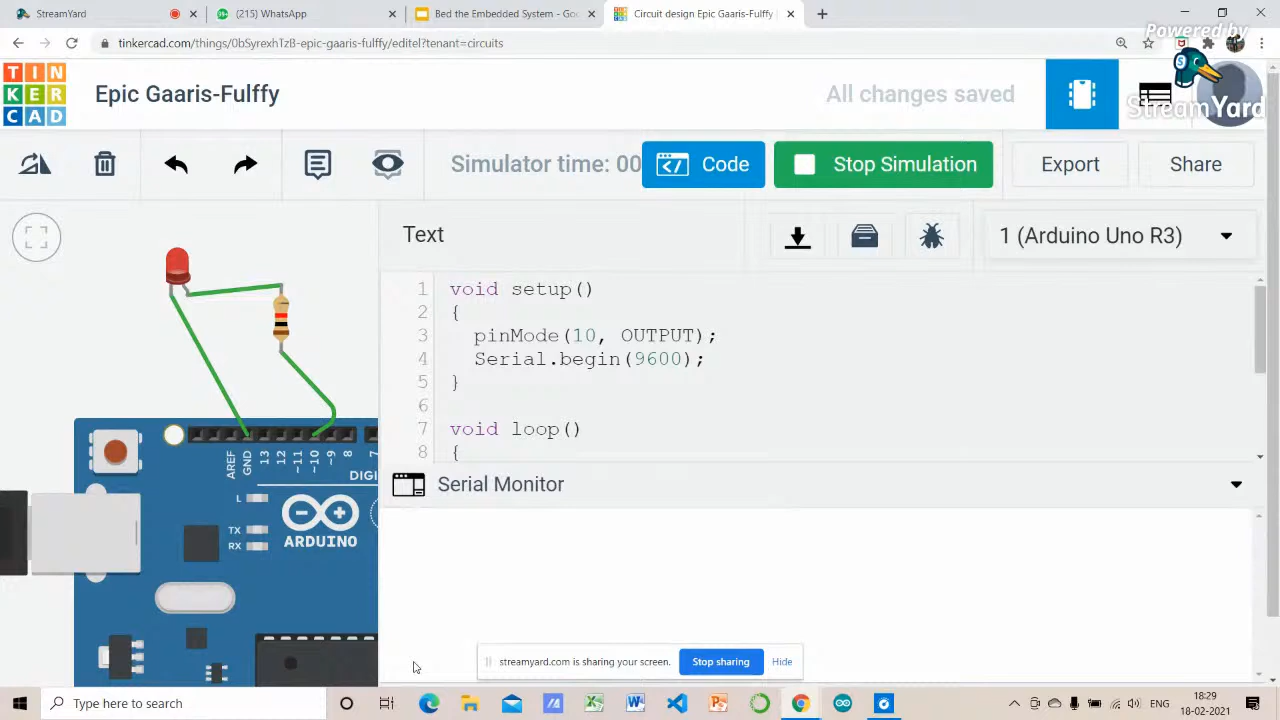 StreamYard
(215) WhatsApp
Bed the Embedded System - Goo
Circuit design Epic Gaaris-Fulffy |
Powered by
StreamYard
tinkercad.com/things/0bSyrexhTzB-epic-gaaris-fulffy/editel?tenant=circuits
TIN
KER
CAD
Epic Gaaris-Fulffy
All changes saved
Simulator time: 00
Code
Stop Simulation
Export
Share
Text
1 (Arduino Uno R3)
1 void setup()
2 {
3 pinMode(10, OUTPUT);
4 Serial.begin(9600);
5 }
6
7 void loop()
8 {
Serial Monitor
AREF
GND
13
12
~11
~10
~9
8
7
DIGI
L
TX
RX
ARDUINO
streamyard.com is sharing your screen.
Stop sharing
Hide
Type here to search
ENG
18:29
18-02-2021